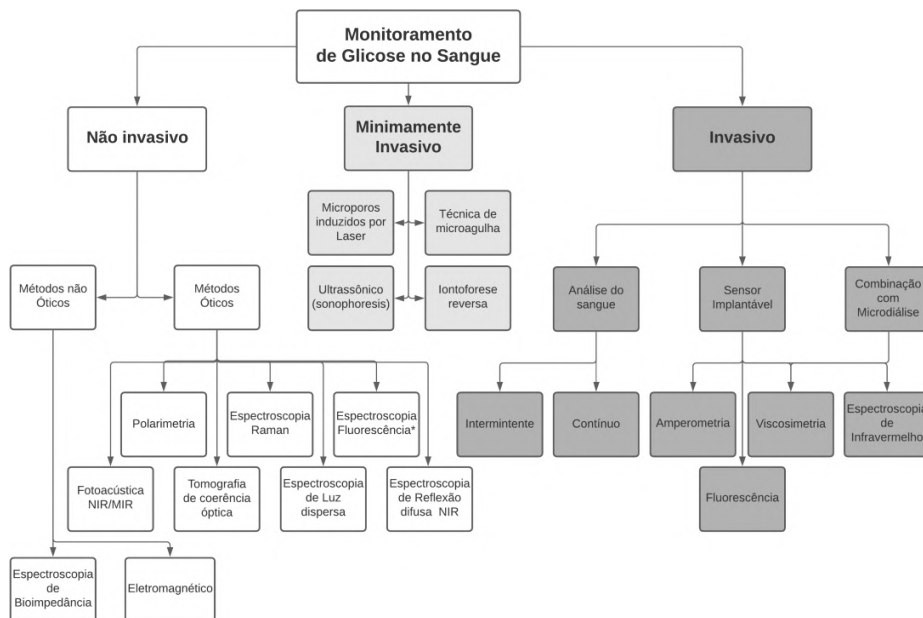 Monitoramento
de Glicose no Sangue
Não invasivo
Minimamente
Invasivo
Invasivo
Microporos
induzidos por
Laser
Técnica de
microagulha
Ultrassônico
(sonophoresis)
Iontoforese
reversa
Métodos não
Óticos
Métodos
Óticos
Análise do
sangue
Sensor
Implantável
Combinação
com
Microdiálise
Polarimetria
Espectroscopia
Raman
Espectroscopia
Fluorescência*
Intermintente
Contínuo
Amperometria
Viscosimetria
Espectroscopia
de
Infravermelho
Fotoacústica
NIR/MIR
Tomografia
de coerência
óptica
Espectroscopia
de Luz
dispersa
Espectroscopia
de Reflexão
difusa NIR
Fluorescência
Espectroscopia
de
Bioimpedância
Eletromagnético